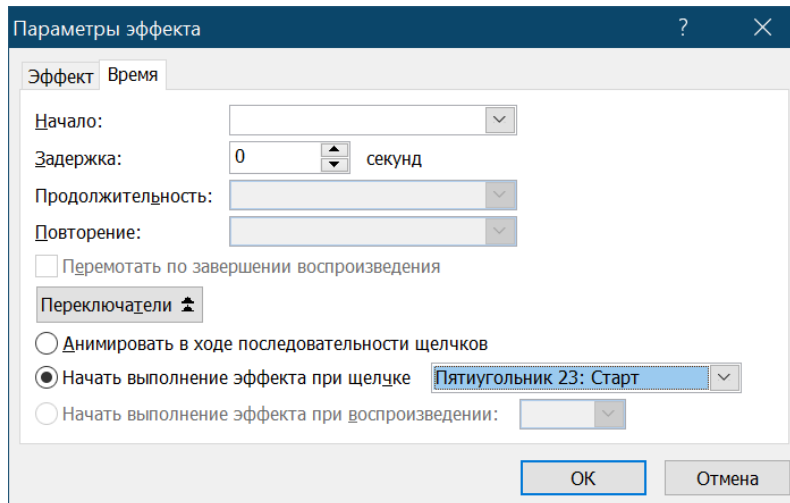 Параметры эффекта ?
Эффект Время
Начало:
Задержка: 0 секунд
Продолжительность:
Повторение:
Перемотать по завершении воспроизведения
Переключатели
Анимировать в ходе последовательности щелчков
Начать выполнение эффекта при щелчке Пятиугольник 23: Старт
Начать выполнение эффекта при воспроизведении:
ОК Отмена